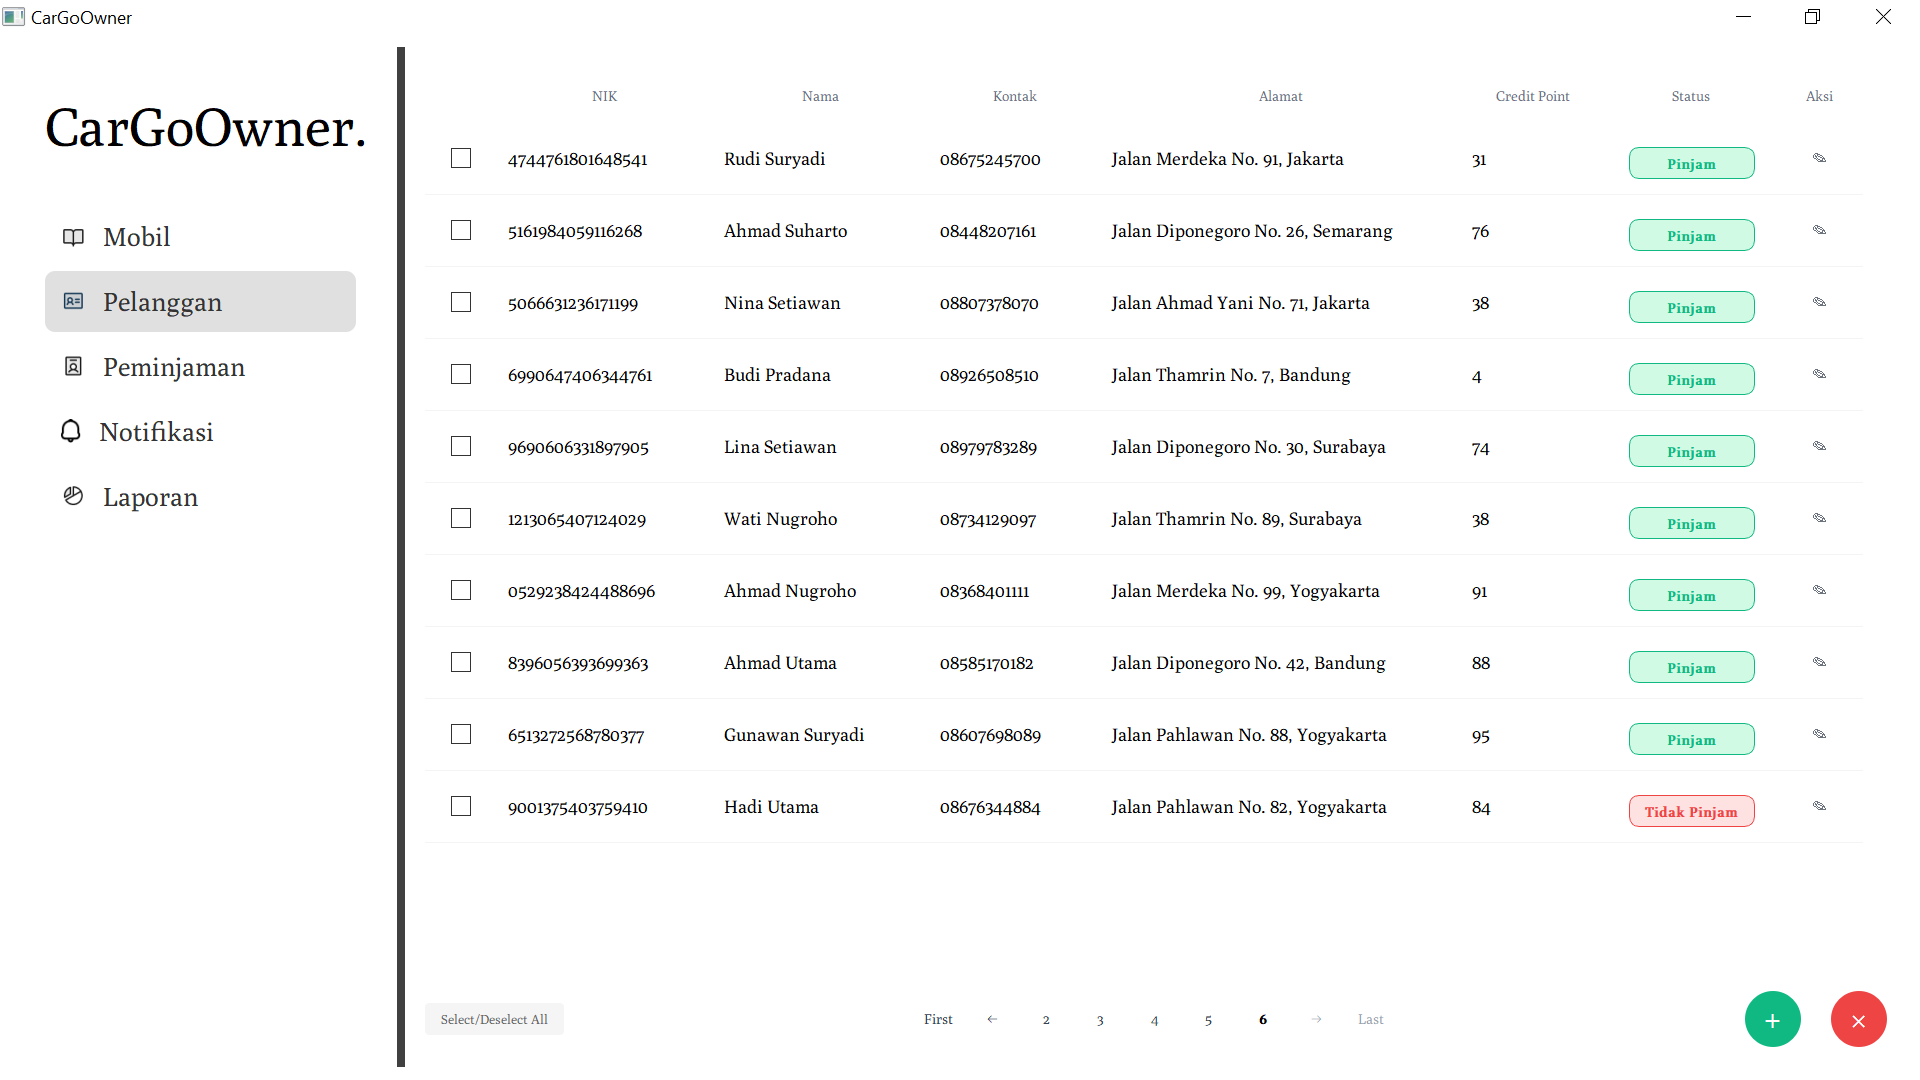 CarGoOwner
CarGoOwner.
Mobil
Pelanggan
Peminjaman
Notifikasi
Laporan
NIK Nama Kontak Alamat Credit Point Status Aksi
4744761801648541 Rudi Suryadi 08675245700 Jalan Merdeka No. 91, Jakarta 31 Pinjam
5161984059116268 Ahmad Suharto 08448207161 Jalan Diponegoro No. 26, Semarang 76 Pinjam
5066631236171199 Nina Setiawan 08807378070 Jalan Ahmad Yani No. 71, Jakarta 38 Pinjam
6990647406344761 Budi Pradana 08926508510 Jalan Thamrin No. 7, Bandung 4 Pinjam
9690606331897905 Lina Setiawan 08979783289 Jalan Diponegoro No. 30, Surabaya 74 Pinjam
1213065407124029 Wati Nugroho 08734129097 Jalan Thamrin No. 89, Surabaya 38 Pinjam
0529238424488696 Ahmad Nugroho 08368401111 Jalan Merdeka No. 99, Yogyakarta 91 Pinjam
8396056393699363 Ahmad Utama 08585170182 Jalan Diponegoro No. 42, Bandung 88 Pinjam
6513272568780377 Gunawan Suryadi 08607698089 Jalan Pahlawan No. 88, Yogyakarta 95 Pinjam
9001375403759410 Hadi Utama 08676344884 Jalan Pahlawan No. 82, Yogyakarta 84 Tidak Pinjam
Select/Deselect All First ← 2 3 4 5 6 → Last + ×